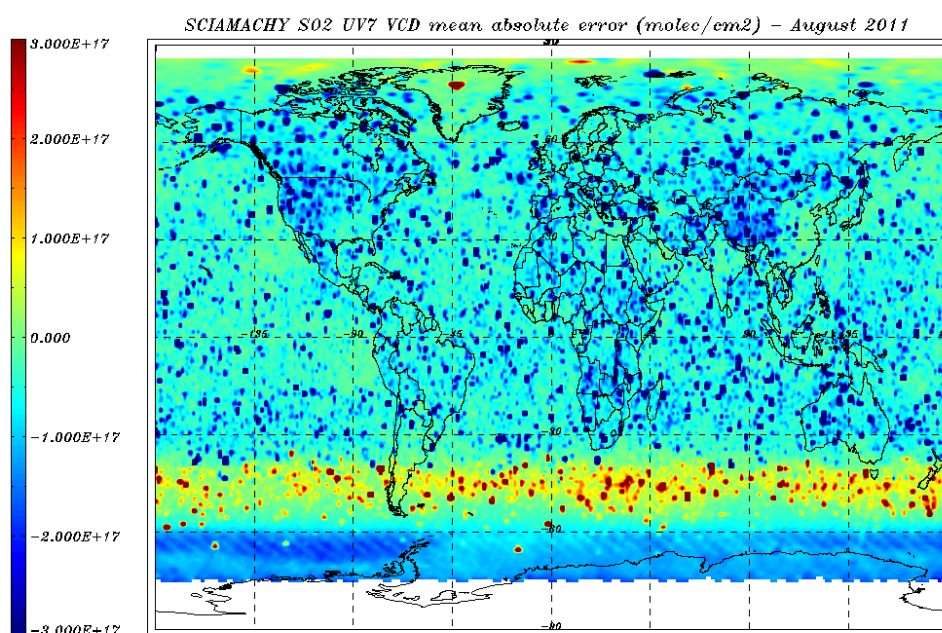 SCIAMACHY SO2 UV7 VCD mean absolute error (molec/cm2) - August 2011
3.000E+17
2.000E+17
1.000E+17
0.000
-1.000E+17
-2.000E+17
-3.000E+17
90
-135
-90
-45
45
90
135
-30
-60
-90